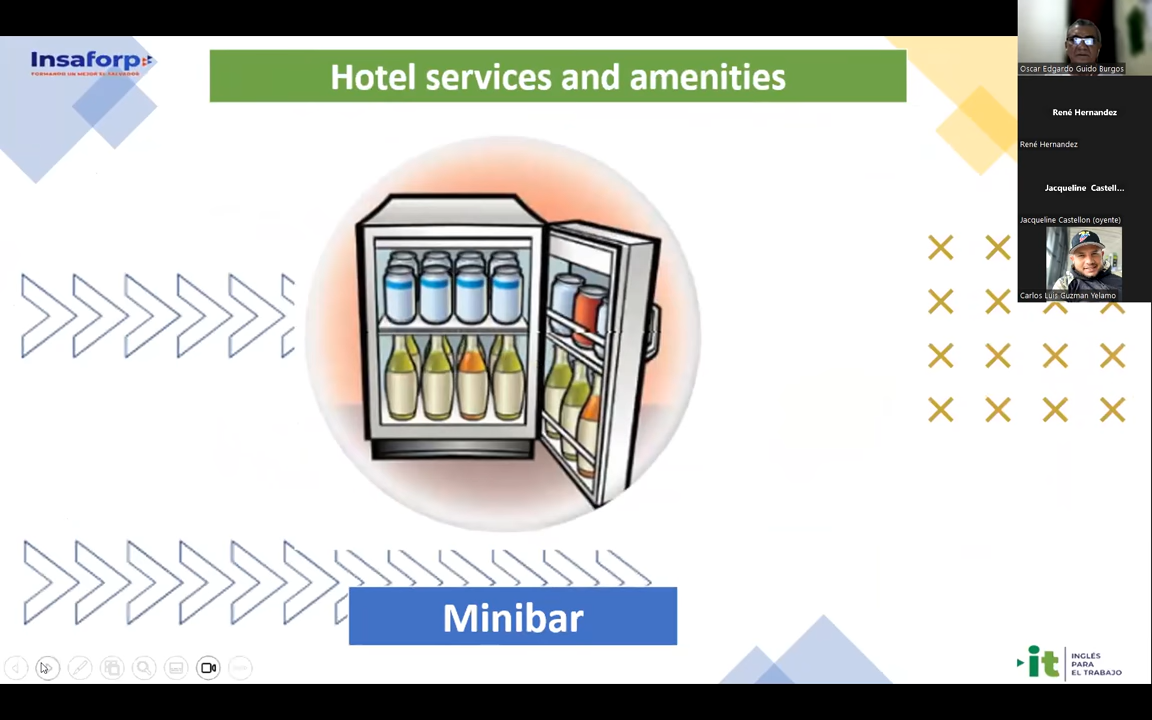 Insaforp
FORMANDO UN MEJOR EL SALVADOR
Hotel services and amenities
Minibar
it
INGLÉS
PARA
EL TRABAJO
Oscar Edgardo Guido Burgos
René Hernandez
René Hernandez
Jacqueline Castell...
Jacqueline Castellon (oyente)
Carlos Luis Guzman Yelamo